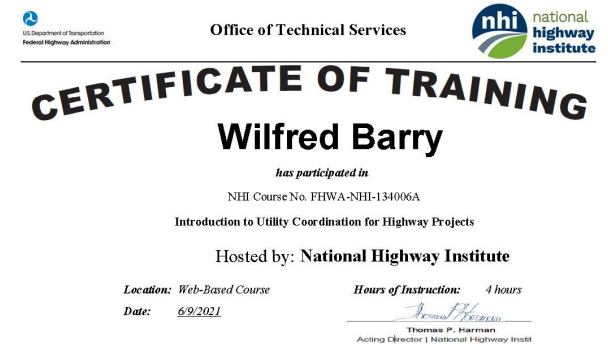 U.S. Department of Transportation
Federal Highway Administration
Office of Technical Services
nhi national
highway
institute
CERTIFICATE OF TRAINING
Wilfred Barry
has participated in
NHI Course No. FHWA-NHI-134006A
Introduction to Utility Coordination for Highway Projects
Hosted by: National Highway Institute
Location: Web-Based Course Hours of Instruction: 4 hours
Date: 6/9/2021
Thomas P. Harman
Thomas P. Harman
Acting Director | National Highway Instit